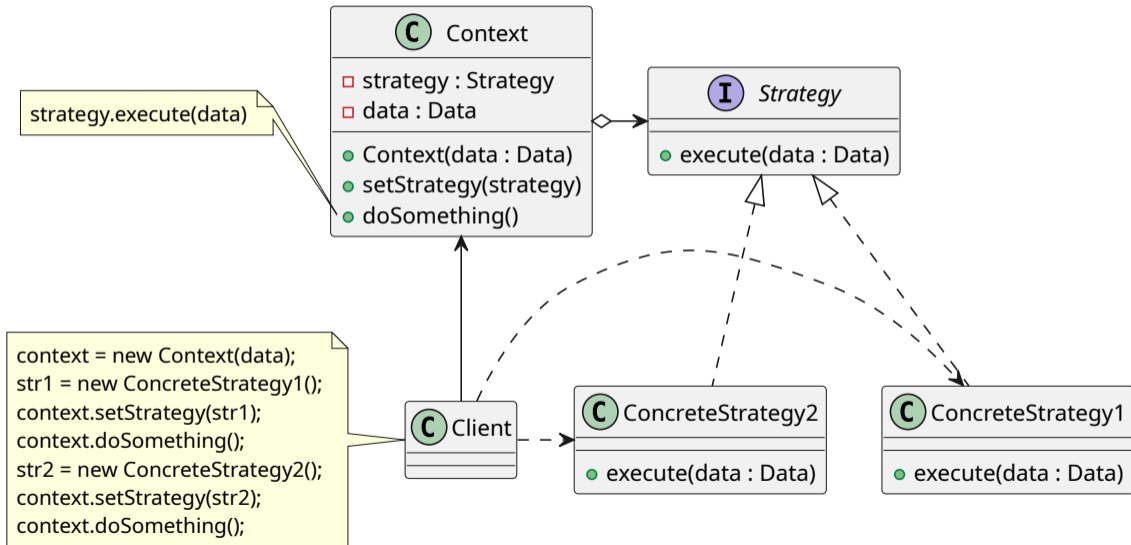 C Context
strategy : Strategy
data : Data
Context(data : Data)
setStrategy(strategy)
doSomething()
strategy.execute(data)
I Strategy
execute(data : Data)
context = new Context(data);
str1 = new ConcreteStrategy1();
context.setStrategy(str1);
context.doSomething();
str2 = new ConcreteStrategy2();
context.setStrategy(str2);
context.doSomething();
C Client
C ConcreteStrategy2
execute(data : Data)
C ConcreteStrategy1
execute(data : Data)